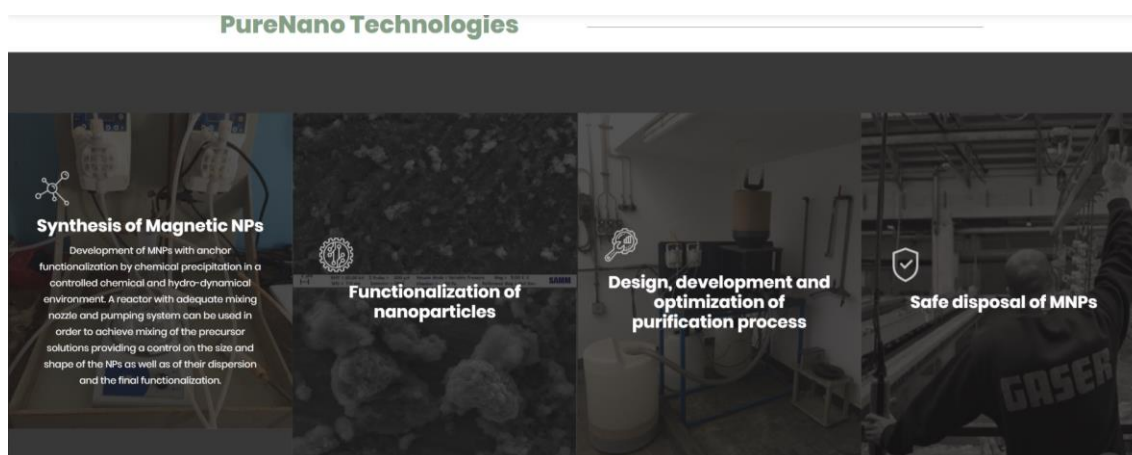 PureNano Technologies
Synthesis of Magnetic NPs
Development of MNPs with anchor
functionalization by chemical precipitation in a
controlled chemical and hydro-dynamical
environment. A reactor with adequate mixing
nozzle and pumping system can be used in
order to achieve mixing of the precursor
solutions providing a control on the size and
shape of the NPs as well as of their dispersion
and the final functionalization.
Functionalization of
nanoparticles
Design, development and
optimization of
purification process
Safe disposal of MNPs
GASER